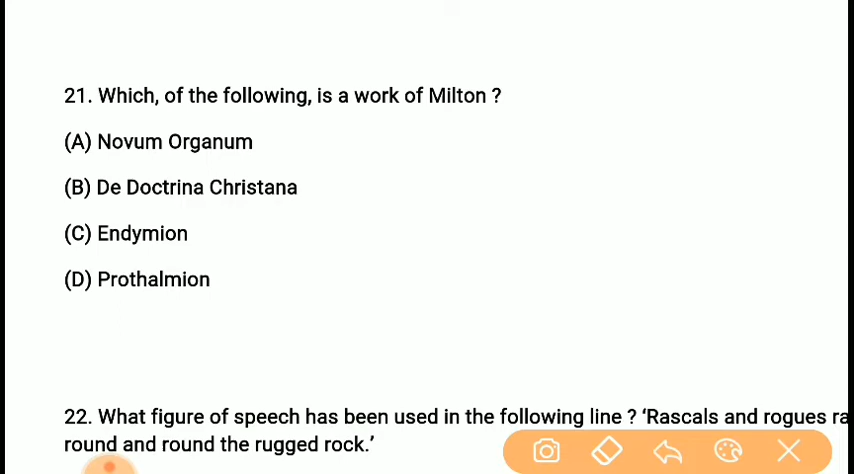 21. Which, of the following, is a work of Milton ?
(A) Novum Organum
(B) De Doctrina Christana
(C) Endymion
(D) Prothalmion
22. What figure of speech has been used in the following line ? ‘Rascals and rogues ra
round and round the rugged rock.’